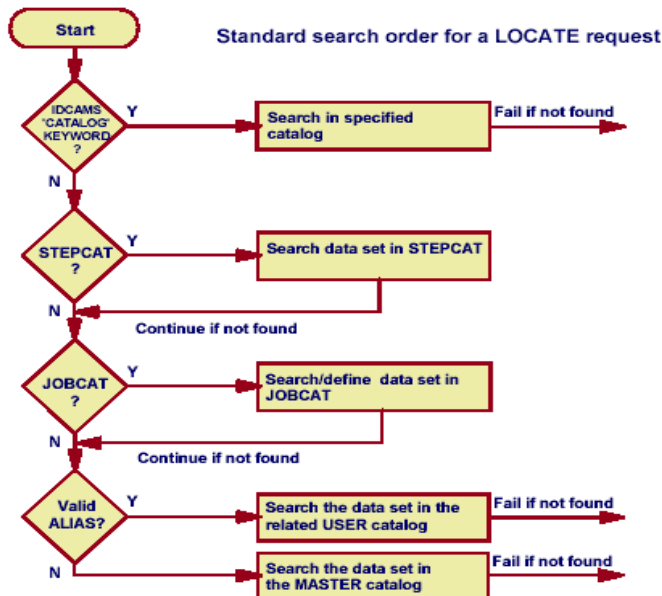 Start
Standard search order for a LOCATE request
IDCAMS
'CATALOG'
KEYWORD
?
Y
Search in specified
catalog
Fail if not found
N
STEPCAT
?
Y
Search data set in STEPCAT
N
Continue if not found
JOBCAT
?
Y
Search/define data set in
JOBCAT
N
Continue if not found
Valid
ALIAS?
Y
Search the data set in the
related USER catalog
Fail if not found
N
Search the data set in
the MASTER catalog
Fail if not found